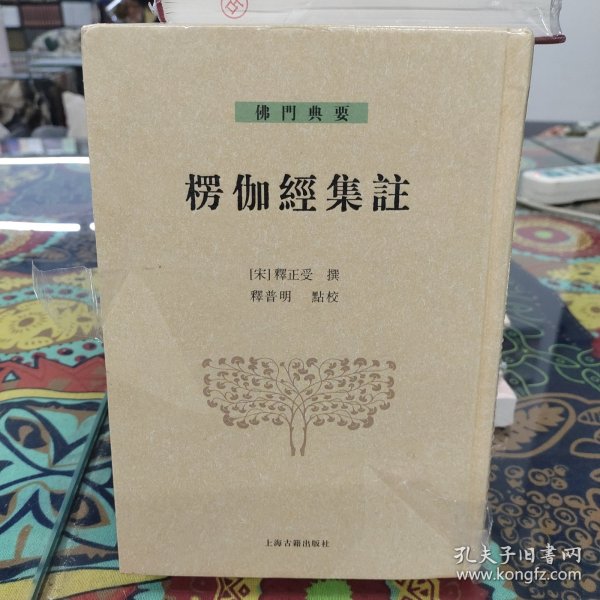 佛門典要
楞伽經集註
[宋]釋正受 撰
釋普明 點校
上海古籍出版社
孔夫子旧書网
www.kongfz.com